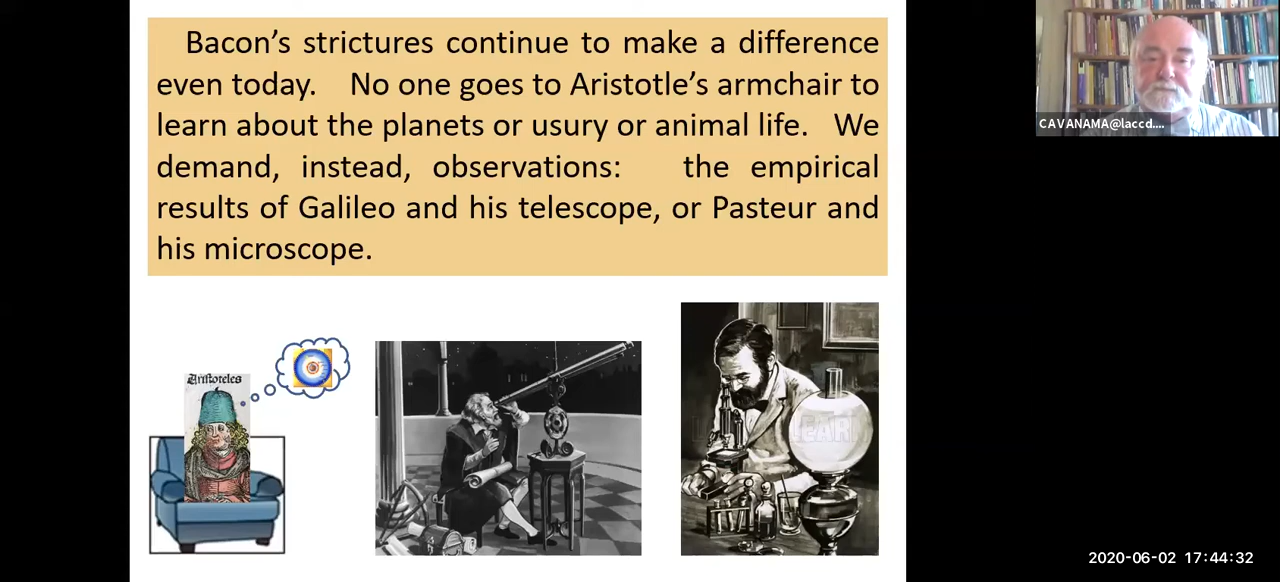 Bacon’s strictures continue to make a difference
even today. No one goes to Aristotle’s armchair to
learn about the planets or usury or animal life. We
demand, instead, observations: the empirical
results of Galileo and his telescope, or Pasteur and
his microscope.
CAVANAMA@laccd....
Aristoteles
LEARN
2020-06-02 17:44:32